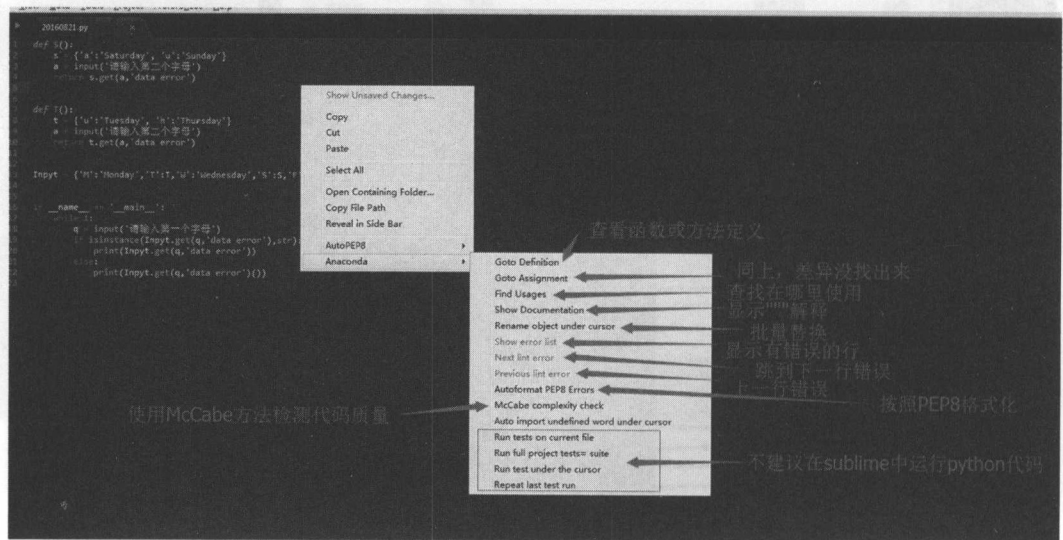 20160821.py
def S():
s = {'a':'Saturday', 'u':'Sunday'}
a = input('请输入第二个字母')
return s.get(a,'data error')
def T():
t = {'u':'Tuesday', 'h':'Thursday'}
a = input('请输入第二个字母')
return t.get(a,'data error')
Inpyt = {'M':'Monday','T':T,'W':'Wednesday','S':S,'F'
if __name__ == '__main__':
while 1:
q = input('请输入第一个字母')
if isinstance(Inpyt.get(q,'data error'),str)
print(Inpyt.get(q,'data error'))
else:
print(Inpyt.get(q,'data error')())
Show Unsaved Changes...
Copy
Cut
Paste
Select All
Open Containing Folder...
Copy File Path
Reveal in Side Bar
AutoPEP8
Anaconda
Goto Definition
Goto Assignment
Find Usages
Show Documentation
Rename object under cursor
Show error list
Next lint error
Previous lint error
Autoformat PEP8 Errors
McCabe complexity check
Auto import undefined word under cursor
Run tests on current file
Run full project tests= suite
Run test under the cursor
Repeat last test run
查看函数或方法定义
同上，差异没找出来
查找在哪里使用
显示""""解释
批量替换
显示有错误的行
跳到下一行错误
上一行错误
按照PEP8格式化
使用McCabe方法检测代码质量
不建议在sublime中运行python代码